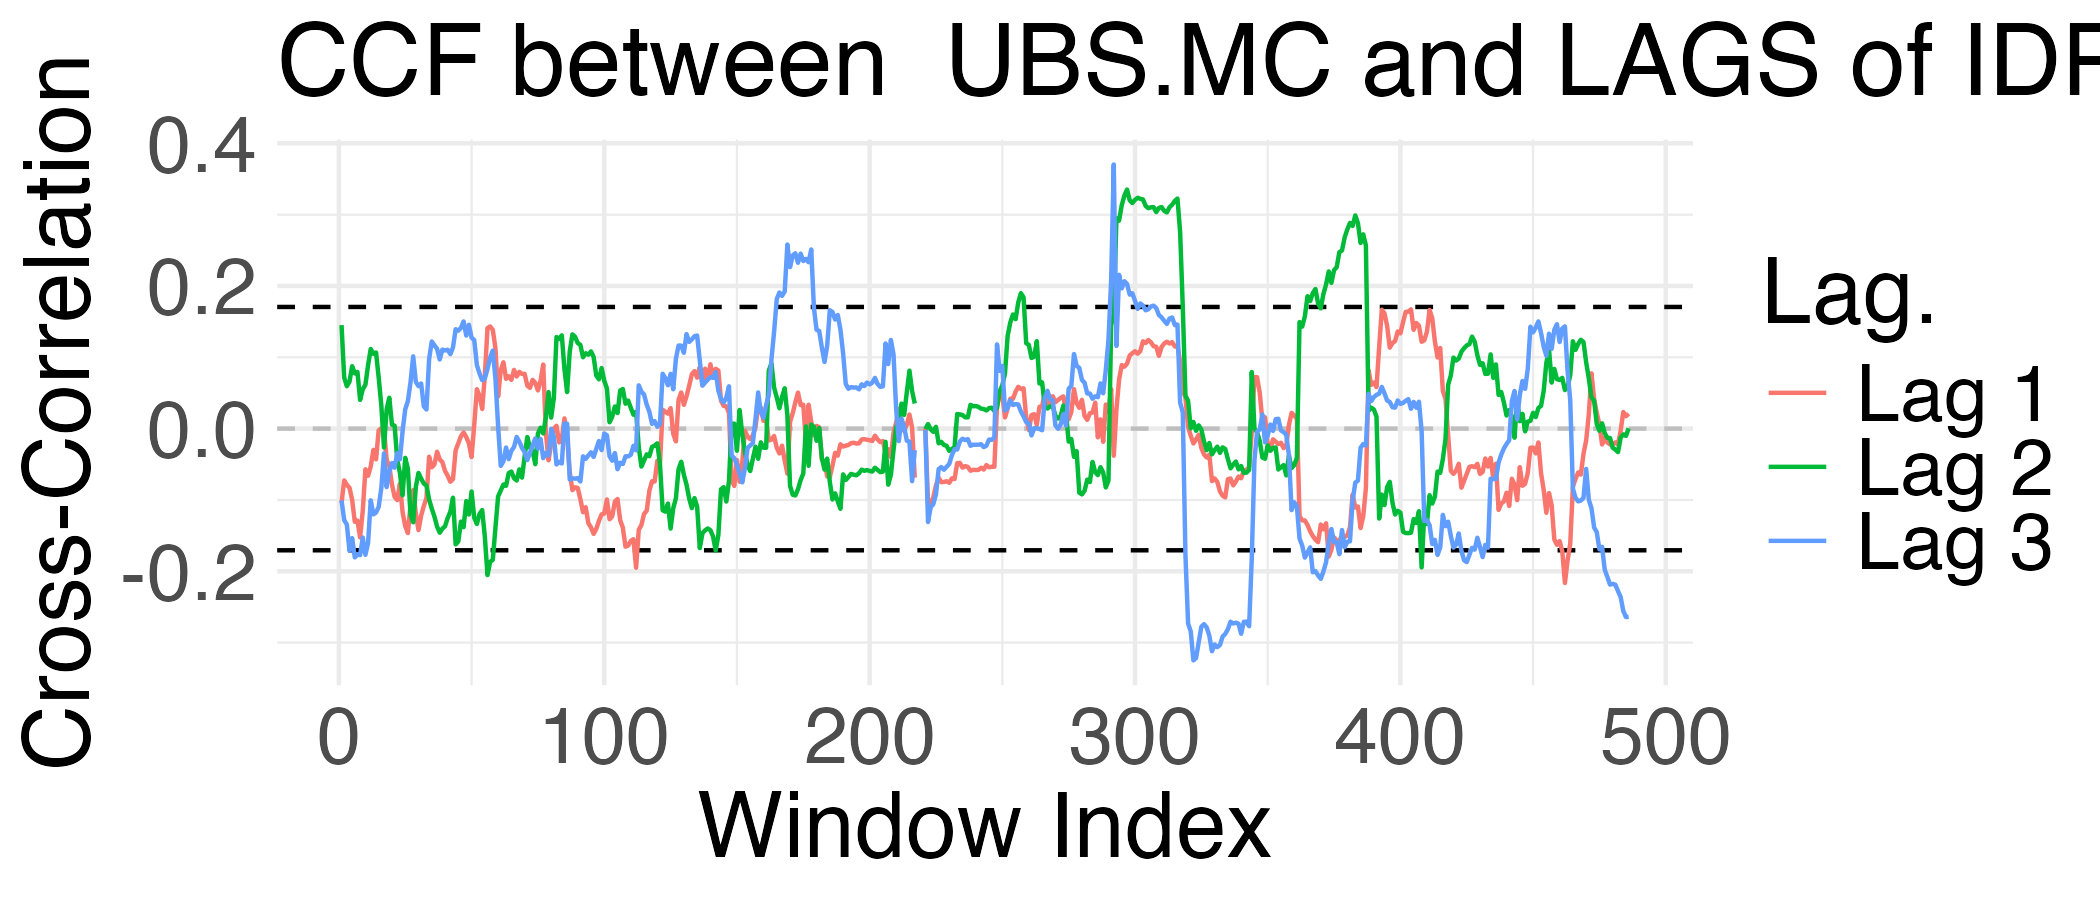 CCF between  UBS.MC and LAGS of IDF
Cross-Correlation
0.4
0.2
0.0
-0.2
0
100
200
300
400
500
Window Index
Lag.
Lag 1
Lag 2
Lag 3